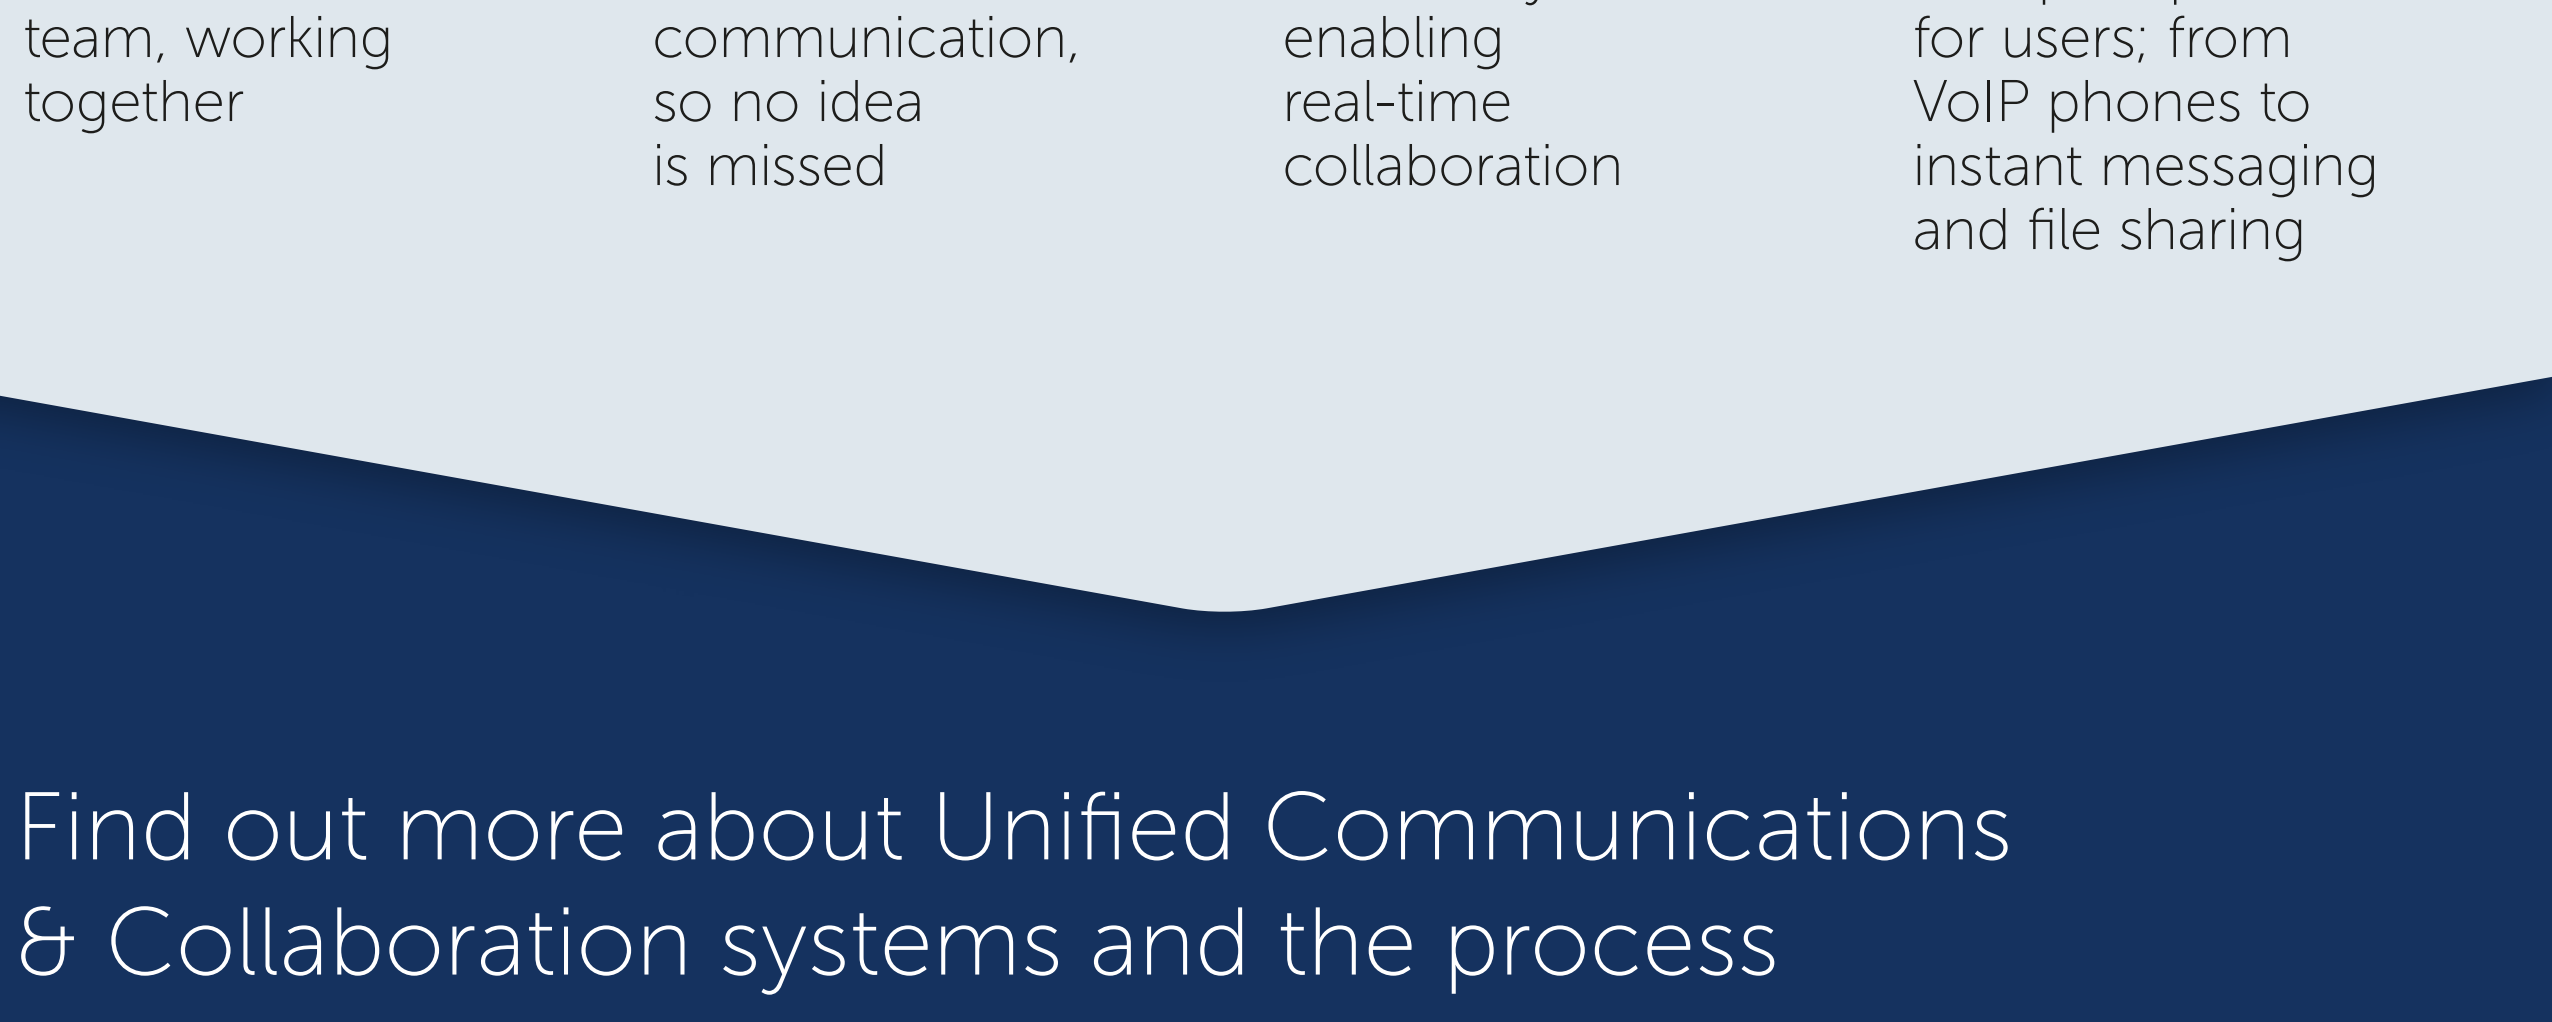 team, working
together
communication,
so no idea
is missed
enabling
real-time
collaboration
for users; from
VoIP phones to
instant messaging
and file sharing
Find out more about Unified Communications
& Collaboration systems and the process